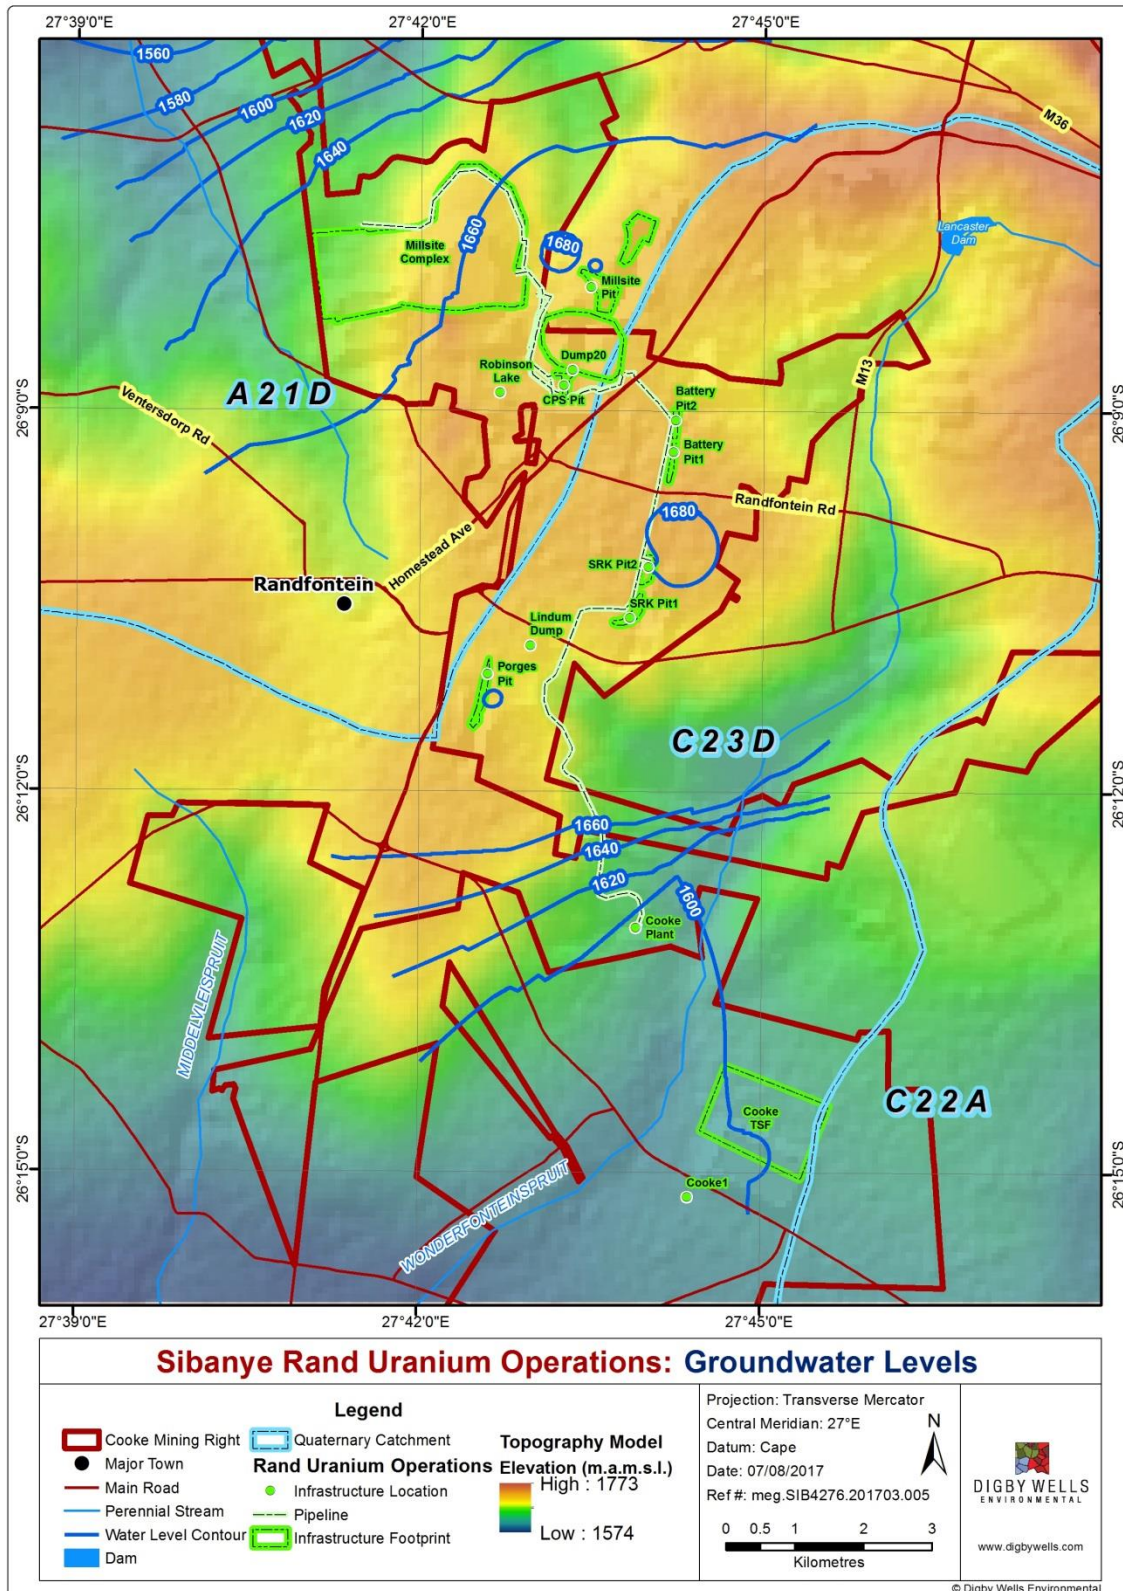 27°39'0"E
27°42'0"E
27°45'0"E
1560
1580
1600
1620
1640
M36
1660
1680
Lancaster
Dam
Millsite
Complex
Millsite
Pit
Dump20
Robinson
Lake
CPS Pit
M13
A21D
Ventersdorp Rd
26°9'0"S
26°9'0"S
Battery
Pit2
Battery
Pit1
Randfontein Rd
1680
Homestead Ave
SRK Pit2
Randfontein
SRK Pit1
Lindum
Dump
Porges
Pit
C23D
26°12'0"S
26°12'0"S
1660
1640
1620
1600
Cooke
Plant
MIDDELVLEISPRUIT
C22A
Cooke
TSF
26°15'0"S
26°15'0"S
Cooke1
WONDERFONTEINSPRUIT
27°39'0"E
27°42'0"E
27°45'0"E
Sibanye Rand Uranium Operations: Groundwater Levels
Legend
Cooke Mining Right
Major Town
Main Road
Perennial Stream
Water Level Contour
Dam
Quaternary Catchment
Rand Uranium Operations
Infrastructure Location
Pipeline
Infrastructure Footprint
Topography Model
Elevation (m.a.m.s.l.)
High : 1773
Low : 1574
Projection: Transverse Mercator
Central Meridian: 27°E
Datum: Cape
Date: 07/08/2017
Ref #: meg.SIB4276.201703.005
N
0 0.5 1 2 3
Kilometres
DIGBY WELLS
ENVIRONMENTAL
www.digbywells.com
© Digby Wells Environmental